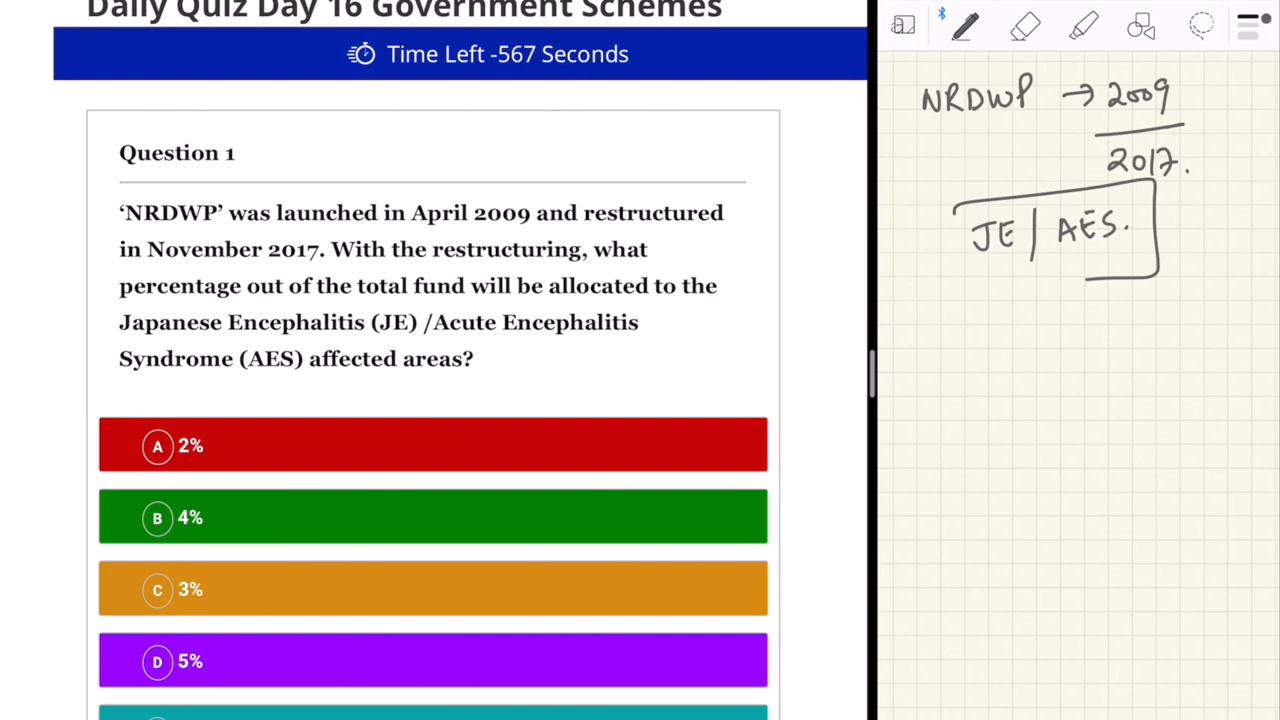 Daily Quiz Day 16 Government Schemes
Time Left -567 Seconds
Question 1
‘NRDWP’ was launched in April 2009 and restructured
in November 2017. With the restructuring, what
percentage out of the total fund will be allocated to the
Japanese Encephalitis (JE) /Acute Encephalitis
Syndrome (AES) affected areas?
A 2%
B 4%
C 3%
D 5%
NRDWP → 2009
2017.
JE | AES.